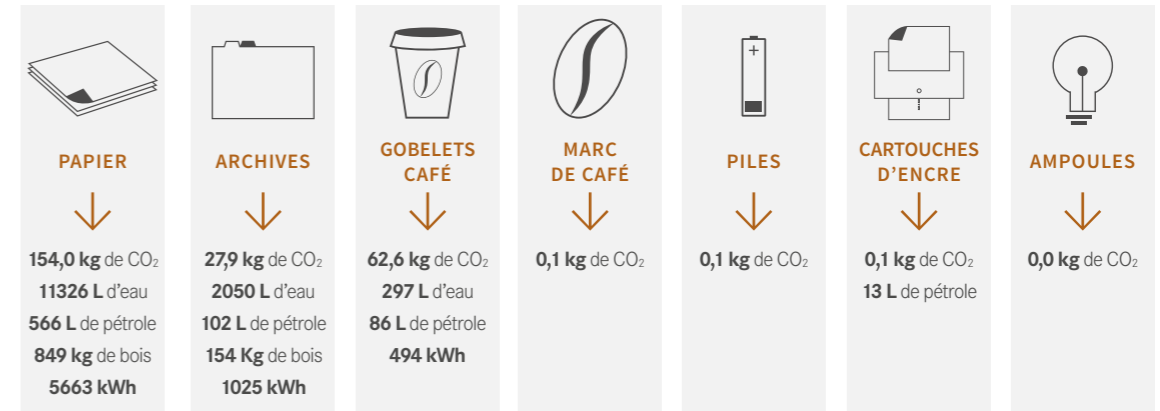 PAPIER
154,0 kg de CO₂
11326 L d’eau
566 L de pétrole
849 kg de bois
5663 kWh
ARCHIVES
27,9 kg de CO₂
2050 L d’eau
102 L de pétrole
154 Kg de bois
1025 kWh
GOBELETS
CAFÉ
62,6 kg de CO₂
297 L d’eau
86 L de pétrole
494 kWh
MARC
DE CAFÉ
0,1 kg de CO₂
PILES
0,1 kg de CO₂
CARTOUCHES
D’ENCRE
0,1 kg de CO₂
13 L de pétrole
AMPOULES
0,0 kg de CO₂